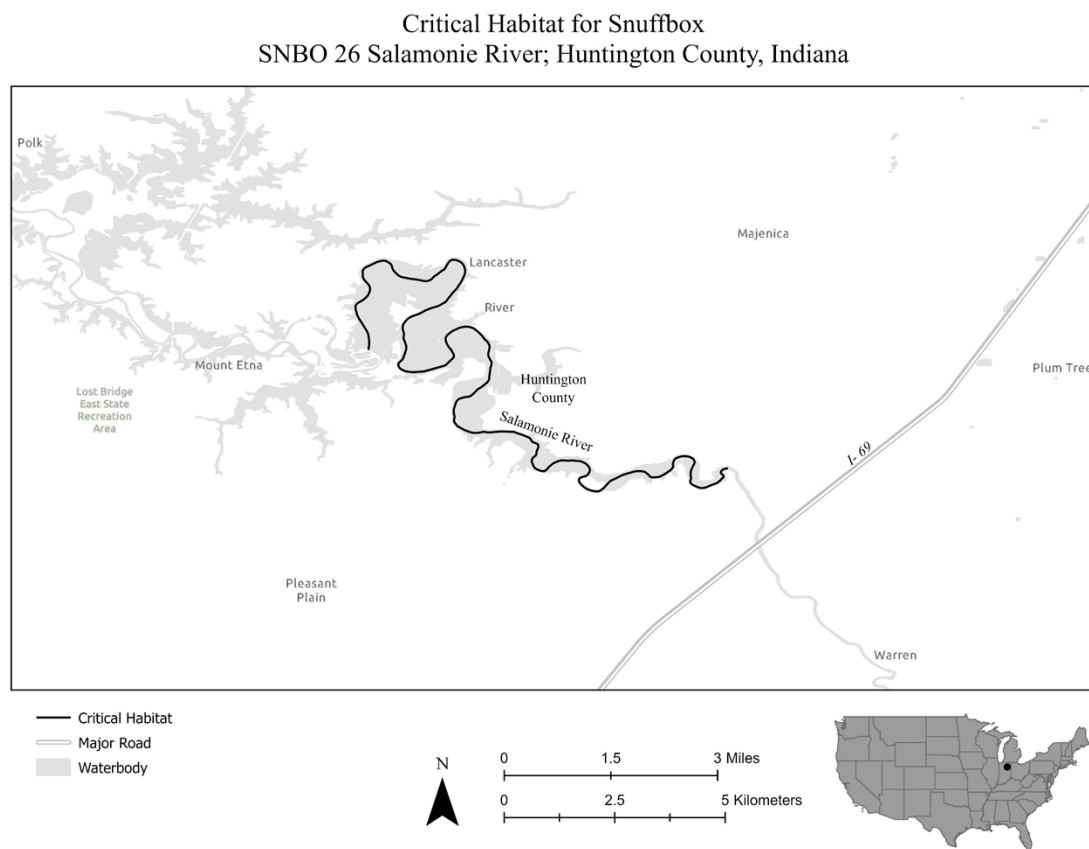 Critical Habitat for Snuffbox
SNBO 26 Salamonie River; Huntington County, Indiana
Polk
Majenica
Lancaster
River
Mount Etna
Plum Tree
Huntington
County
Lost Bridge
East State
Recreation
Area
Salamonie River
I- 69
Pleasant
Plain
Warren
Critical Habitat
Major Road
Waterbody
N
0 1.5 3 Miles
0 2.5 5 Kilometers